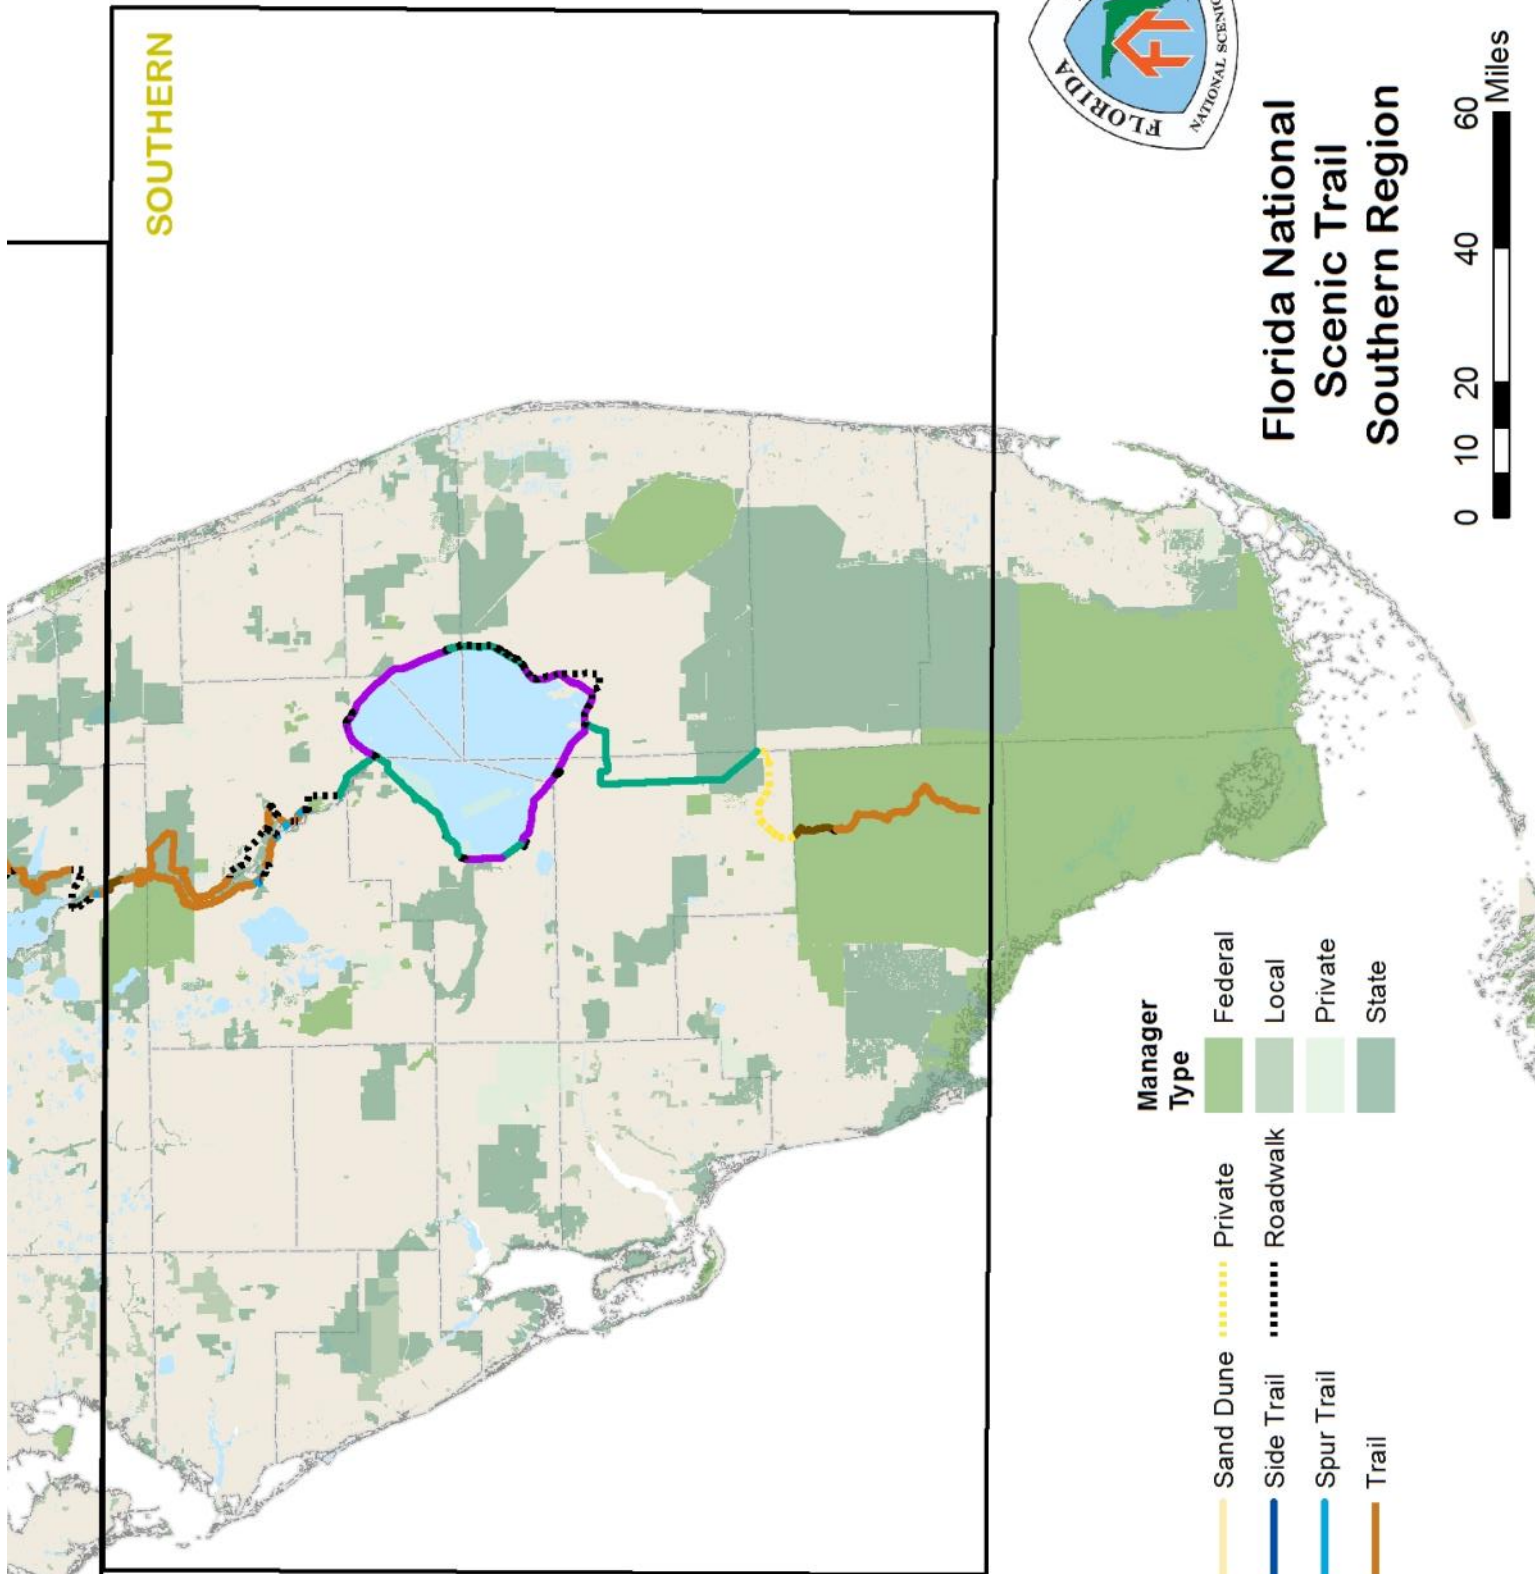 SOUTHERN
FLORIDA
NATIONAL SCENIC
Florida National
Scenic Trail
Southern Region
0 10 20 40 60
Miles
Manager
Type
Federal
Local
Private
State
Sand Dune
Private
Side Trail
Roadwalk
Spur Trail
Trail